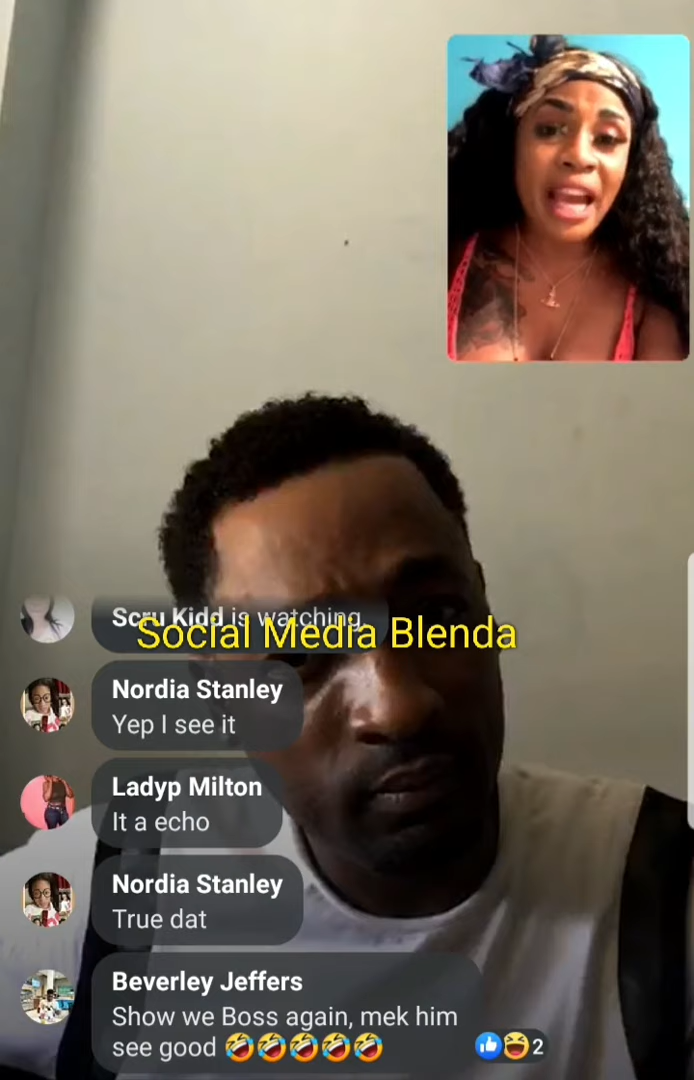 Scru Kidd is watching.
Social Media Blenda
Nordia Stanley
Yep I see it
Ladyp Milton
It a echo
Nordia Stanley
True dat
Beverley Jeffers
Show we Boss again, mek him
see good 🤣🤣🤣🤣🤣
2